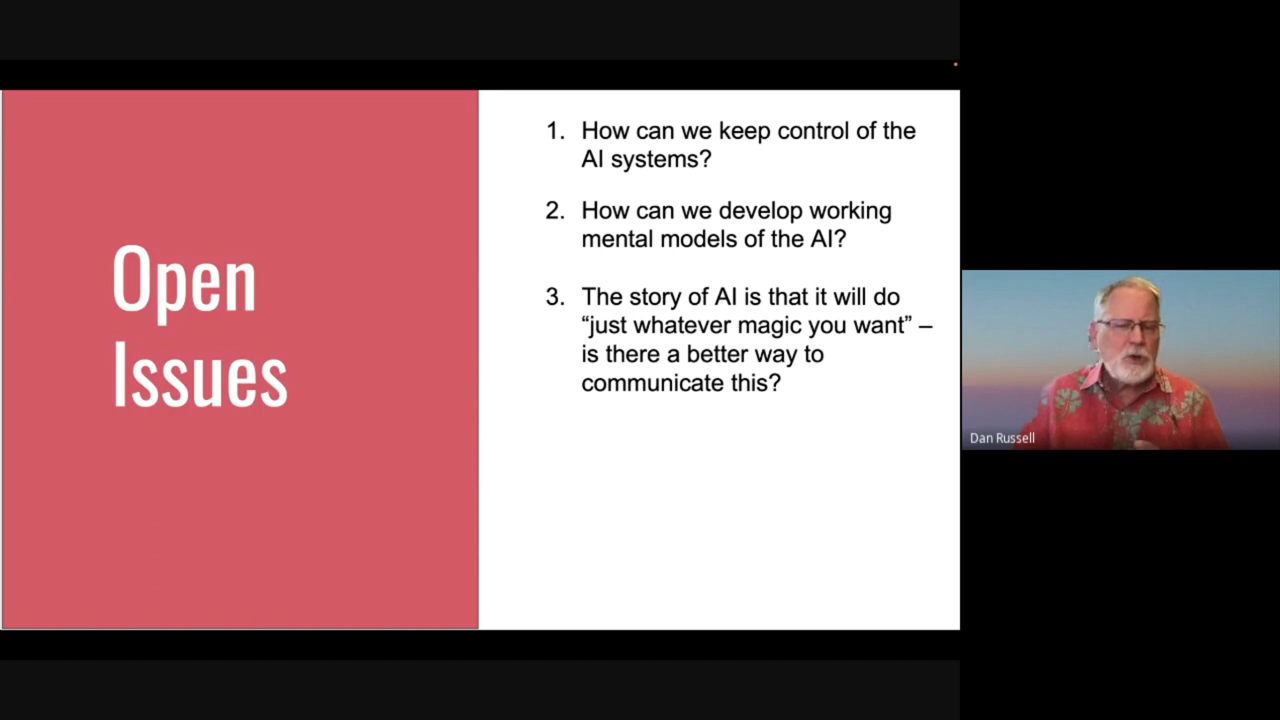 Open
Issues
1. How can we keep control of the
AI systems?
2. How can we develop working
mental models of the AI?
3. The story of AI is that it will do
“just whatever magic you want” –
is there a better way to
communicate this?
Dan Russell